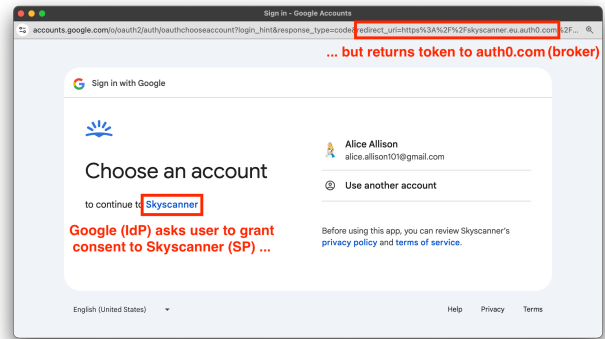 Sign in – Google Accounts
accounts.google.com/o/oauth2/auth/oauthchooseaccount?login_hint&response_type=code&redirect_uri=https%3A%2F%2Fskyscanner.eu.auth0.com%2F...
... but returns token to auth0.com (broker)
Sign in with Google
Choose an account
to continue to Skyscanner
Google (IdP) asks user to grant
consent to Skyscanner (SP) ...
Alice Allison
alice.allison101@gmail.com
Use another account
Before using this app, you can review Skyscanner's
privacy policy and terms of service.
English (United States)
Help Privacy Terms